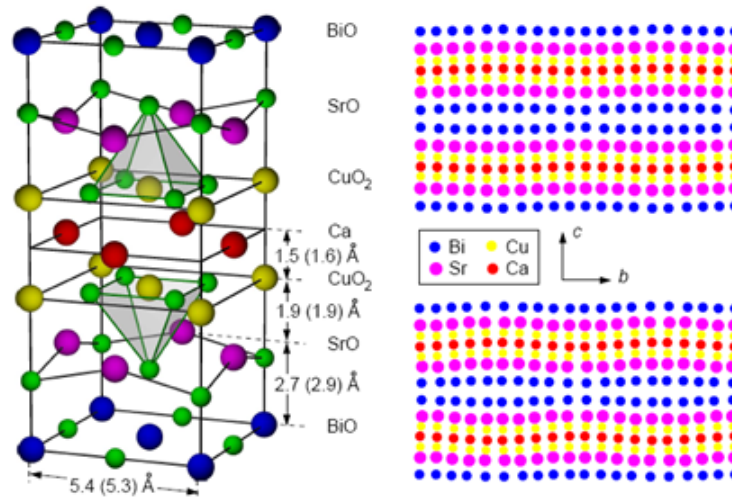 BiO
SrO
CuO₂
Ca
1.5 (1.6) Å
CuO₂
1.9 (1.9) Å
SrO
2.7 (2.9) Å
BiO
5.4 (5.3) Å
Bi
Cu
Sr
Ca
c
b